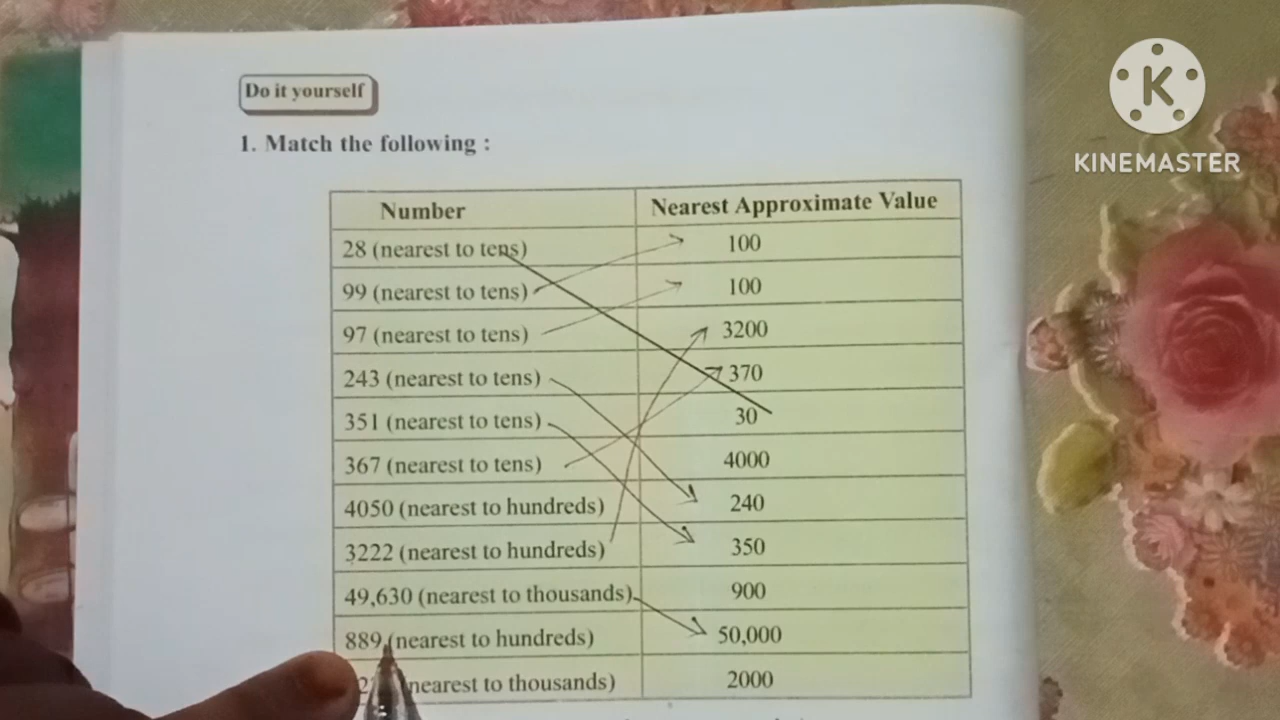 Do it yourself
K
KINEMASTER
1. Match the following :
Number Nearest Approximate Value
28 (nearest to tens) 100
99 (nearest to tens) 100
97 (nearest to tens) 3200
243 (nearest to tens) 370
351 (nearest to tens) 30
367 (nearest to tens) 4000
4050 (nearest to hundreds) 240
3222 (nearest to hundreds) 350
49,630 (nearest to thousands) 900
889 (nearest to hundreds) 50,000
nearest to thousands) 2000